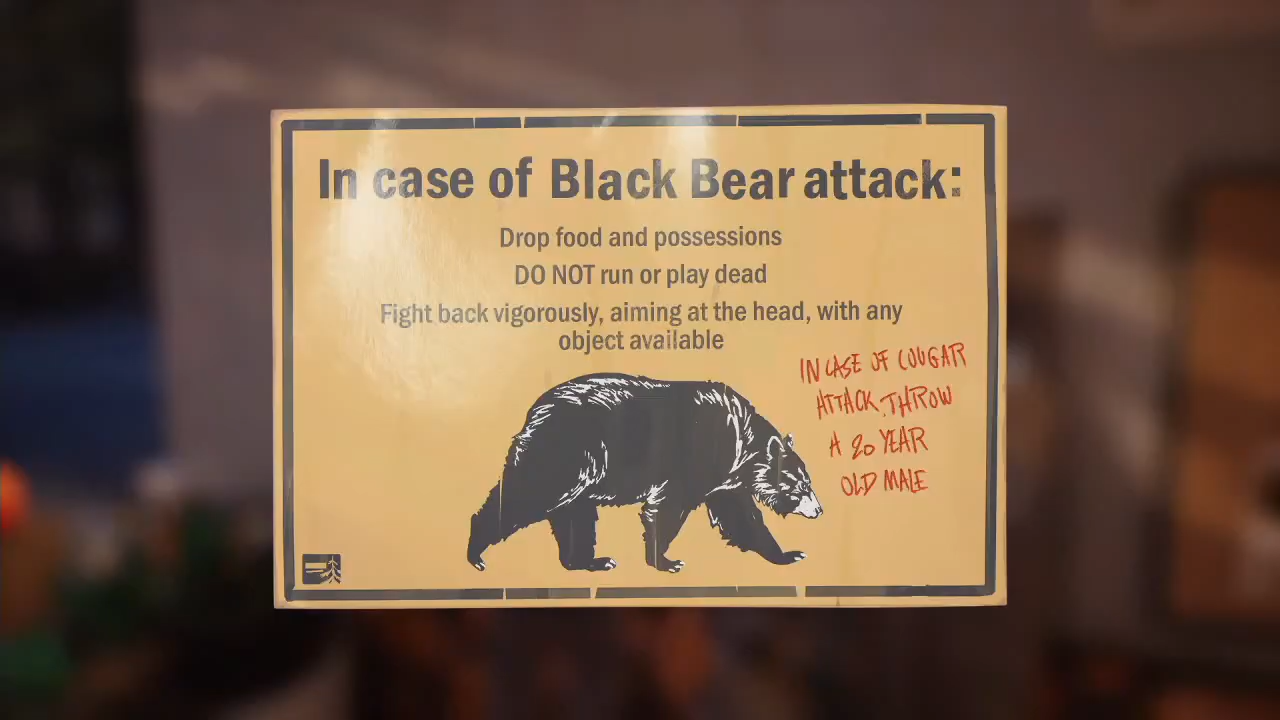 In case of Black Bear attack:
Drop food and possessions
DO NOT run or play dead
Fight back vigorously, aiming at the head, with any
object available
IN CASE OF COUGAR
ATTACK, THROW
A 20 YEAR
OLD MALE